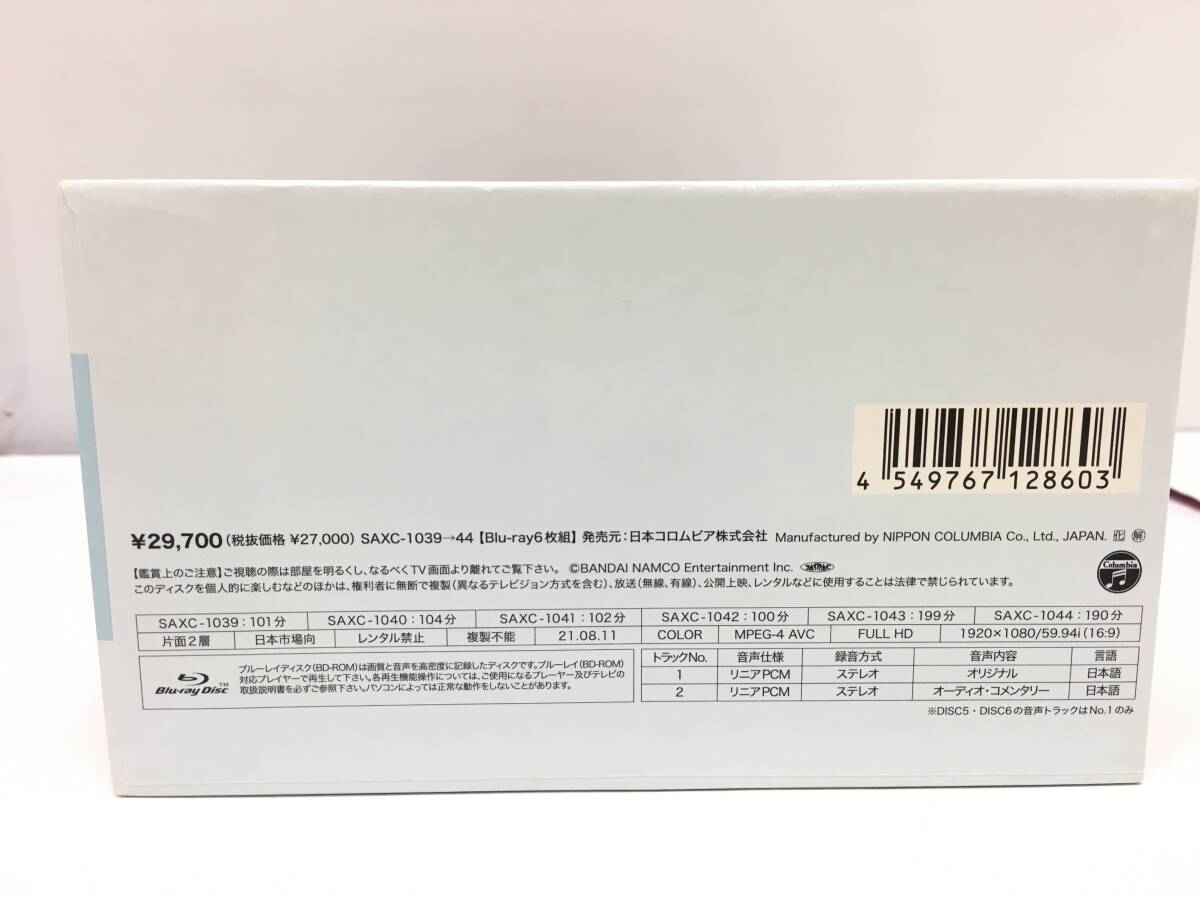 4 549767 128603
¥29,700(税抜価格 ¥27,000) SAXC-1039→44【Blu-ray6枚組】発売元:日本コロムビア株式会社 Manufactured by NIPPON COLUMBIA Co., Ltd., JAPAN.
【鑑賞上のご注意】ご視聴の際は部屋を明るくし、なるべくTV画面より離れてご覧下さい。 ©BANDAI NAMCO Entertainment Inc. JASRAC
このディスクを個人的に楽しむなどのほかは、権利者に無断で複製(異なるテレビジョン方式を含む)、放送(無線、有線)、公開上映、レンタルなどに使用することは法律で禁じられています。
Columbia
SAXC-1039:101分 SAXC-1040:104分 SAXC-1041:102分 SAXC-1042:100分 SAXC-1043:199分 SAXC-1044:190分
片面2層 日本市場向 レンタル禁止 複製不能 21.08.11 COLOR MPEG-4 AVC FULL HD 1920×1080/59.94i(16:9)
Blu-ray Disc™
ブルーレイディスク(BD-ROM)は画質と音声を高密度に記録したディスクです。ブルーレイ(BD-ROM)
対応プレイヤーで再生して下さい。各再生機能操作については、ご使用になるプレーヤー及びテレビの
取扱説明書を必ずご参照下さい。パソコンによっては正常な動作をしないことがあります。
トラックNo. 音声仕様 録音方式 音声内容 言語
1 リニアPCM ステレオ オリジナル 日本語
2 リニアPCM ステレオ オーディオ・コメンタリー 日本語
※DISC5・DISC6の音声トラックはNo.1のみ